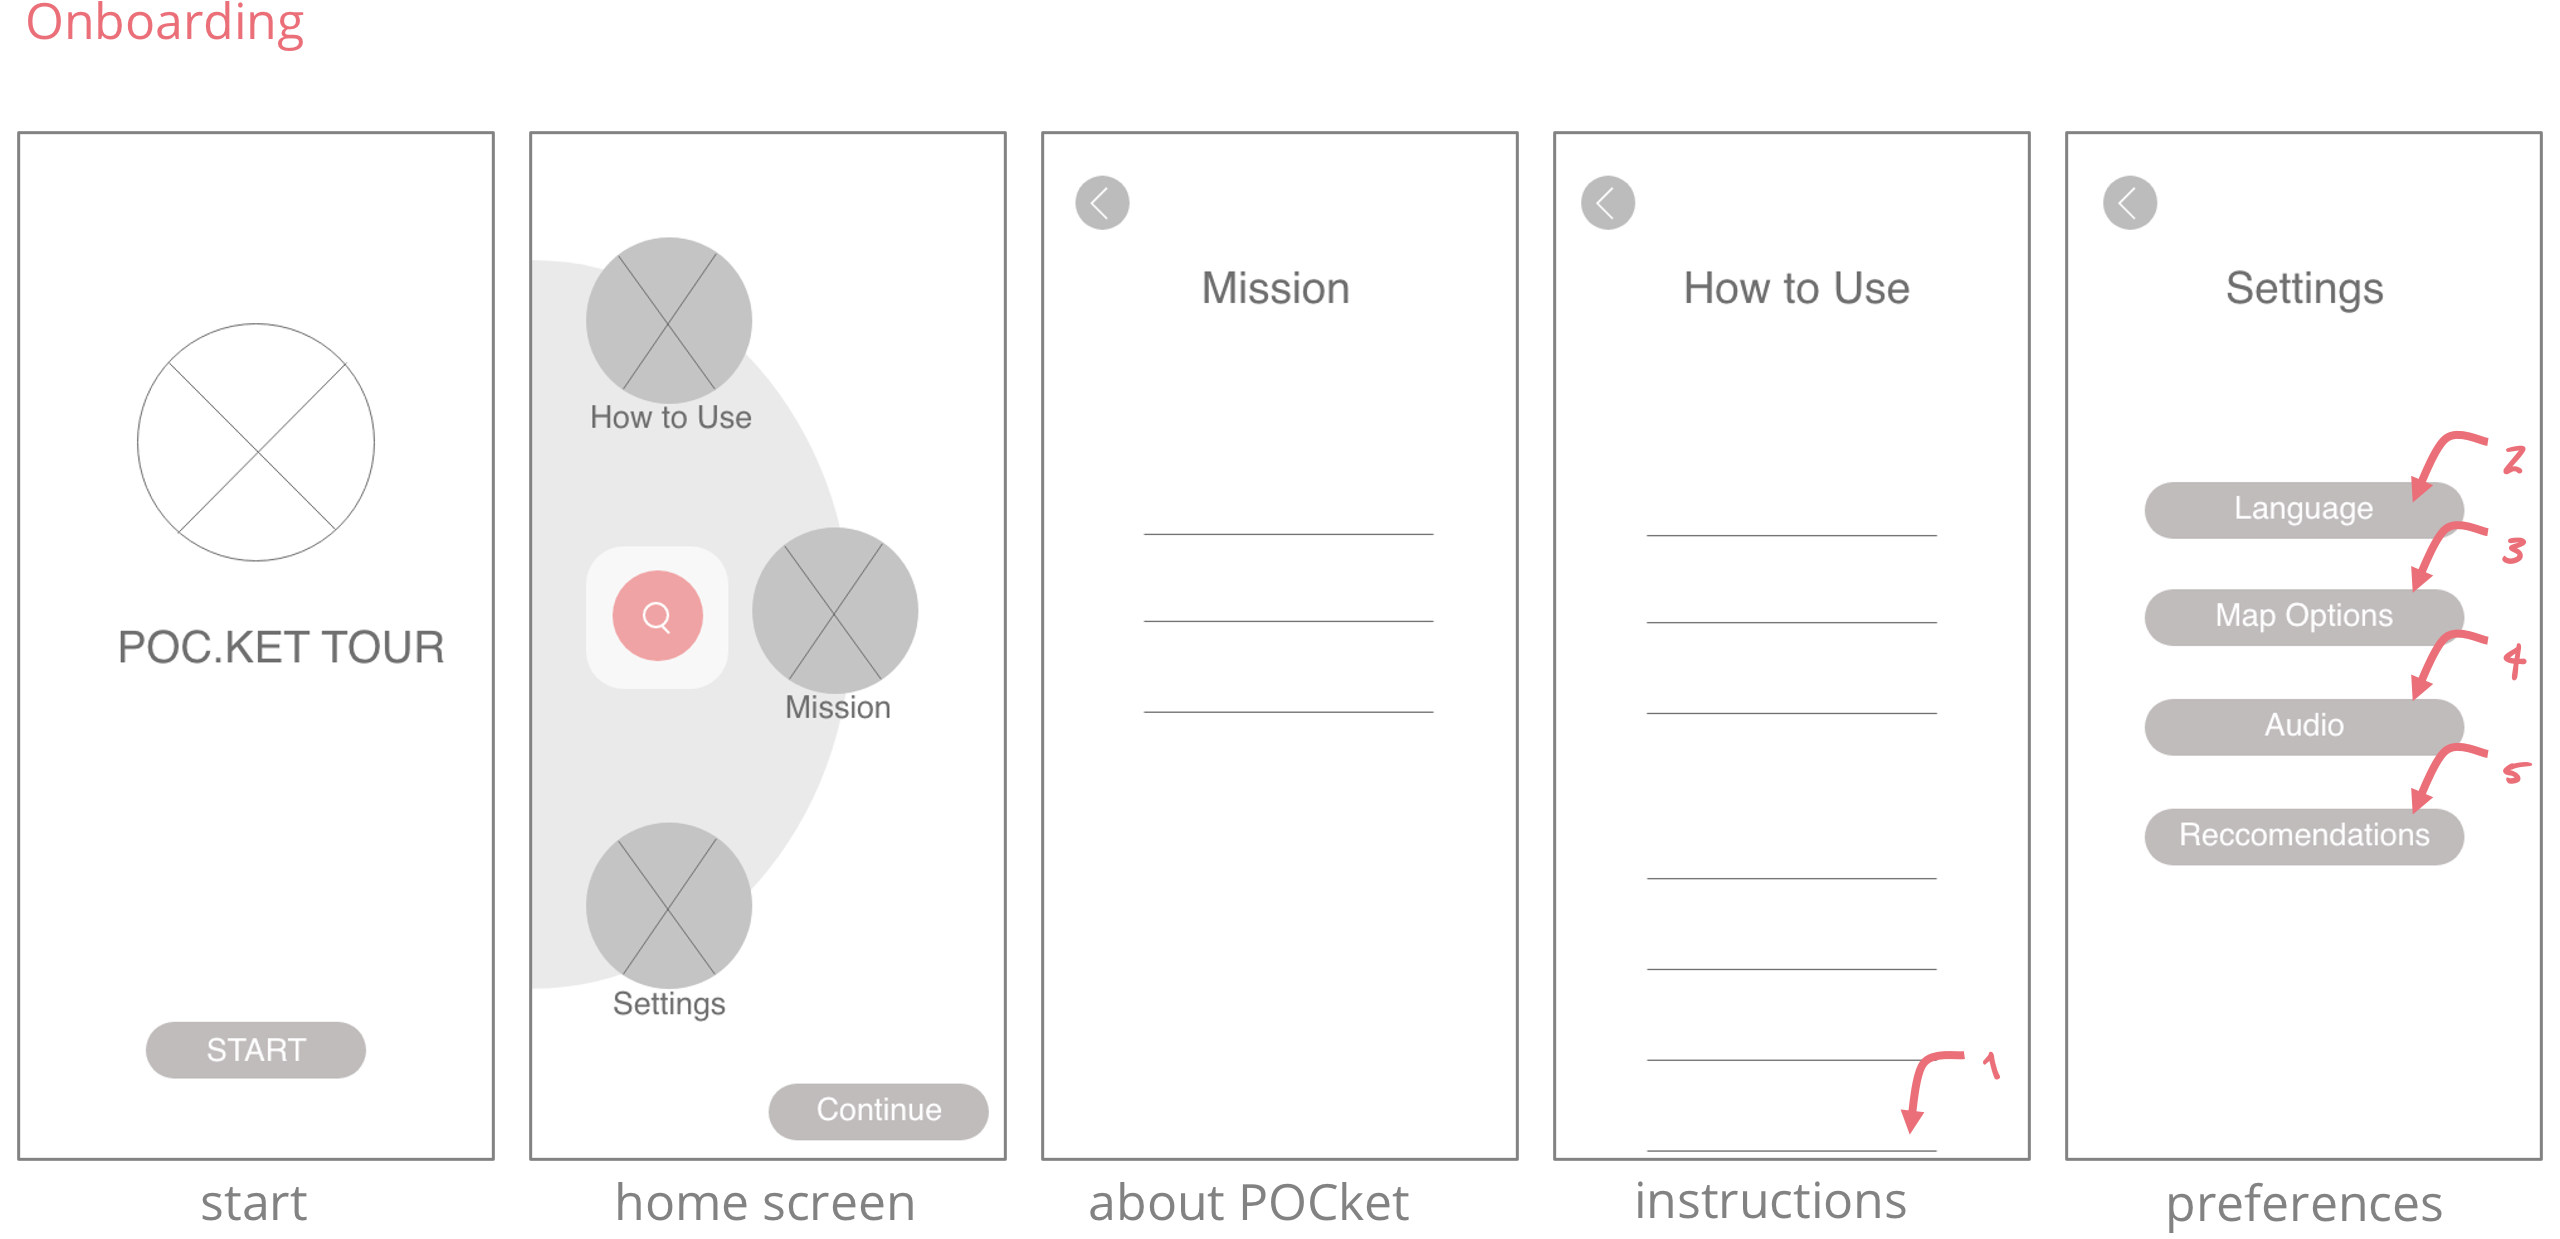 Onboarding
POC.KET TOUR
START
start
How to Use
Mission
Settings
Continue
home screen
Mission
about POCket
How to Use
1
instructions
Settings
2
Language
3
Map Options
4
Audio
5
Reccomendations
preferences